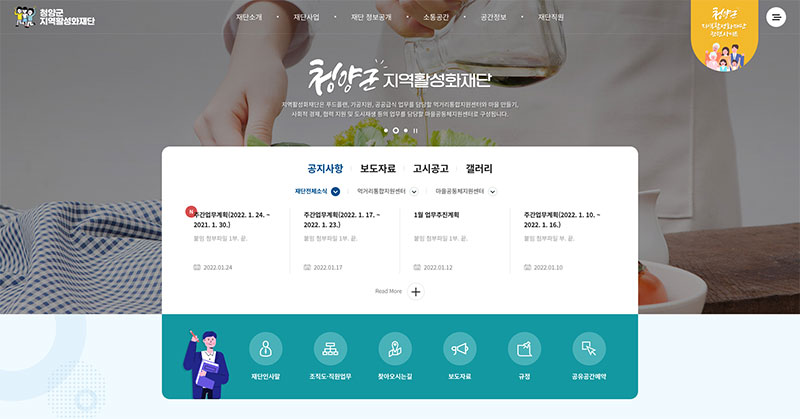 청양군
지역활성화재단
재단소개
재단사업
재단 정보공개
소통공간
공간정보
재단직원
청양군
지역활성화재단
관련사이트
청양군 지역활성화재단
지역활성화재단은 푸드플랜, 가공지원, 공공급식 업무를 담당할 먹거리통합지원센터와 마을 만들기,
사회적 경제, 협력 지원 및 도시재생 등의 업무를 담당할 마을공동체지원센터로 구성됩니다.
공지사항
보도자료
고시공고
갤러리
재단전체소식
먹거리통합지원센터
마을공동체지원센터
N
주간업무계획(2022. 1. 24. ~
2021. 1. 30.)
붙임 첨부파일 1부. 끝.
2022.01.24
주간업무계획(2022. 1. 17. ~
2022. 1. 23.)
붙임 첨부파일 1부. 끝.
2022.01.17
1월 업무추진계획
붙임 첨부파일 1부. 끝.
2022.01.12
주간업무계획(2022. 1. 10. ~
2022. 1. 16.)
붙임 첨부파일 부. 끝.
2022.01.10
Read More
재단인사말
조직도·직원업무
찾아오시는길
보도자료
규정
공유공간예약